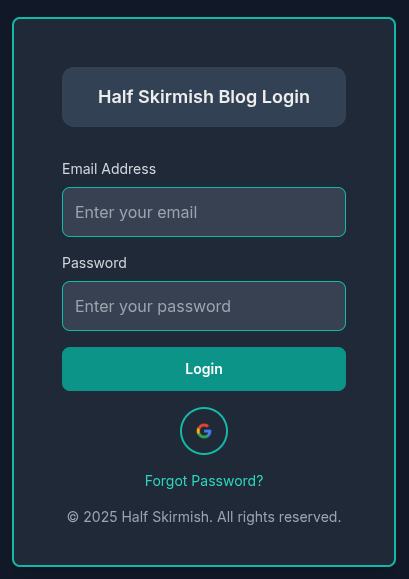 Half Skirmish Blog Login
Email Address
Enter your email
Password
Enter your password
Login
Forgot Password?
© 2025 Half Skirmish. All rights reserved.